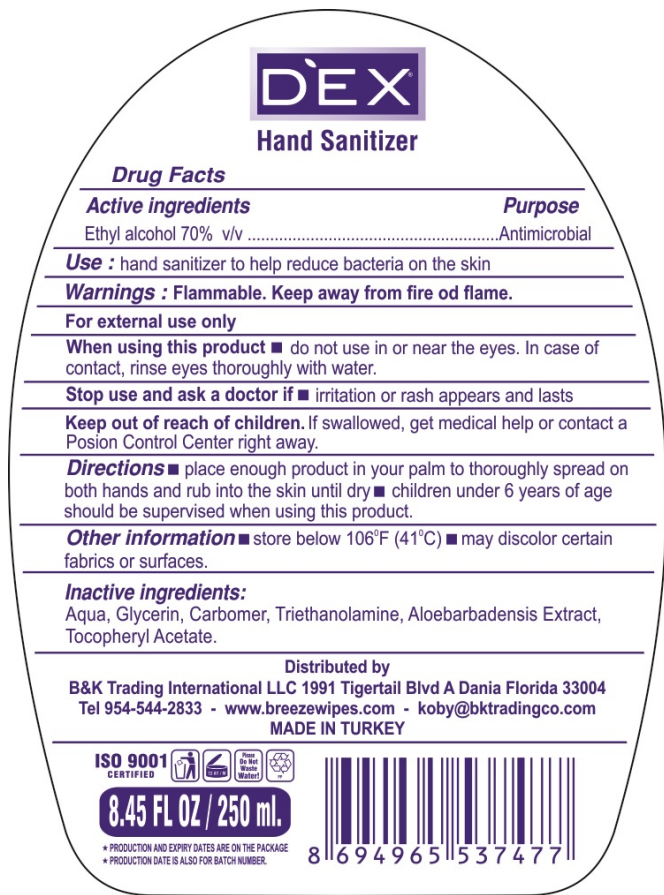 D'EX®
Hand Sanitizer
Drug Facts
Active ingredients Purpose
Ethyl alcohol 70% v/v ........................................................Antimicrobial
Use : hand sanitizer to help reduce bacteria on the skin
Warnings : Flammable. Keep away from fire od flame.
For external use only
When using this product ■ do not use in or near the eyes. In case of
contact, rinse eyes thoroughly with water.
Stop use and ask a doctor if ■ irritation or rash appears and lasts
Keep out of reach of children. If swallowed, get medical help or contact a
Posion Control Center right away.
Directions ■ place enough product in your palm to thoroughly spread on
both hands and rub into the skin until dry ■ children under 6 years of age
should be supervised when using this product.
Other information ■ store below 106°F (41°C) ■ may discolor certain
fabrics or surfaces.
Inactive ingredients:
Aqua, Glycerin, Carbomer, Triethanolamine, Aloebarbadensis Extract,
Tocopheryl Acetate.
Distributed by
B&K Trading International LLC 1991 Tigertail Blvd A Dania Florida 33004
Tel 954-544-2833 - www.breezewipes.com - koby@bktradingco.com
MADE IN TURKEY
ISO 9001
CERTIFIED
Please
Do Not
Waste
Water!
8.45 FL OZ / 250 ml.
★ PRODUCTION AND EXPIRY DATES ARE ON THE PACKAGE
★ PRODUCTION DATE IS ALSO FOR BATCH NUMBER.
8 694965 537477